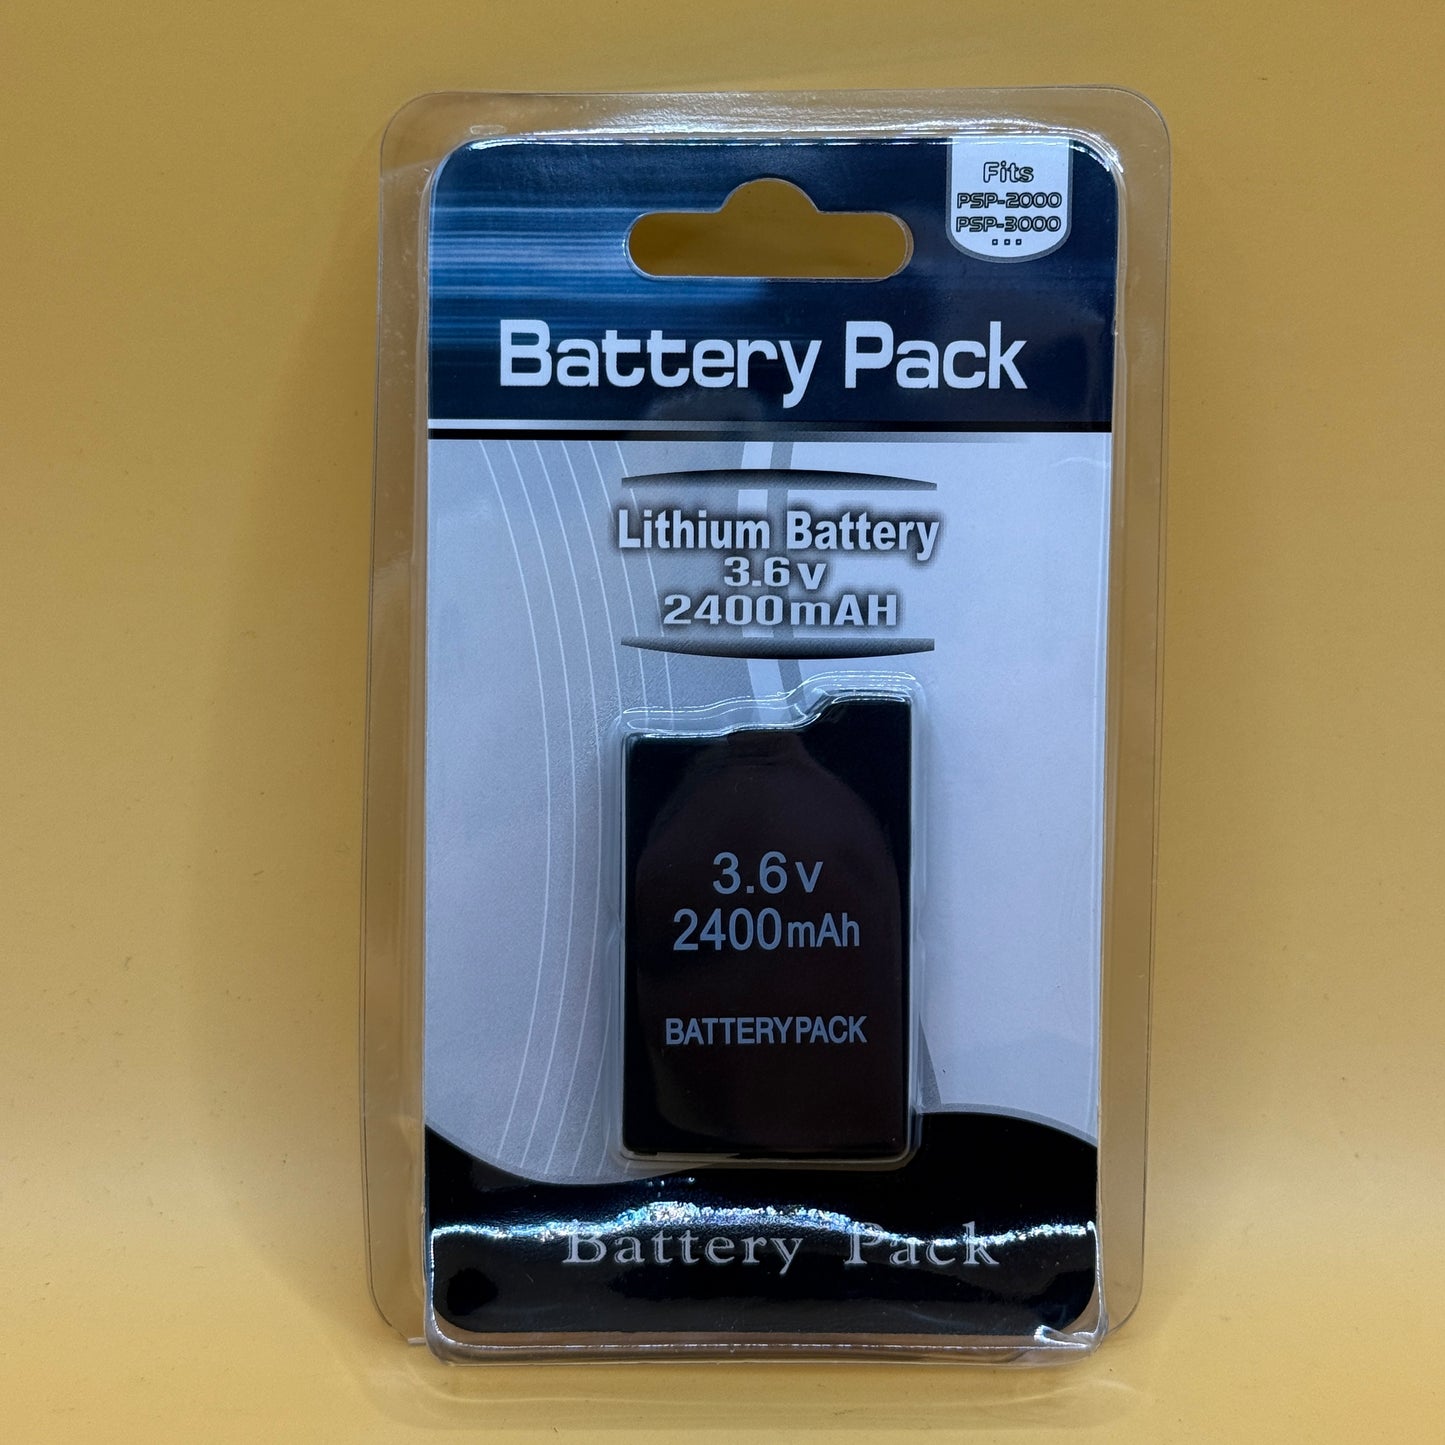 Fits
PSP-2000
PSP-3000
...
Battery Pack
Lithium Battery
3.6v
2400mAH
3.6v
2400mAh
BATTERYPACK
Battery Pack